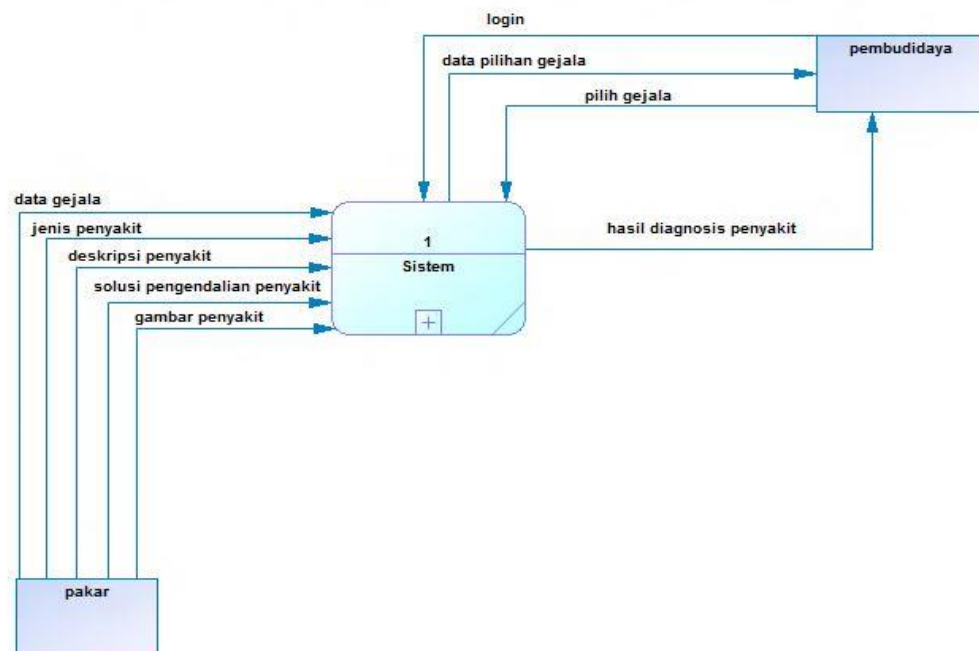 login
pembudidaya
data pilihan gejala
pilih gejala
data gejala
jenis penyakit
deskripsi penyakit
solusi pengendalian penyakit
gambar penyakit
1
Sistem
hasil diagnosis penyakit
pakar